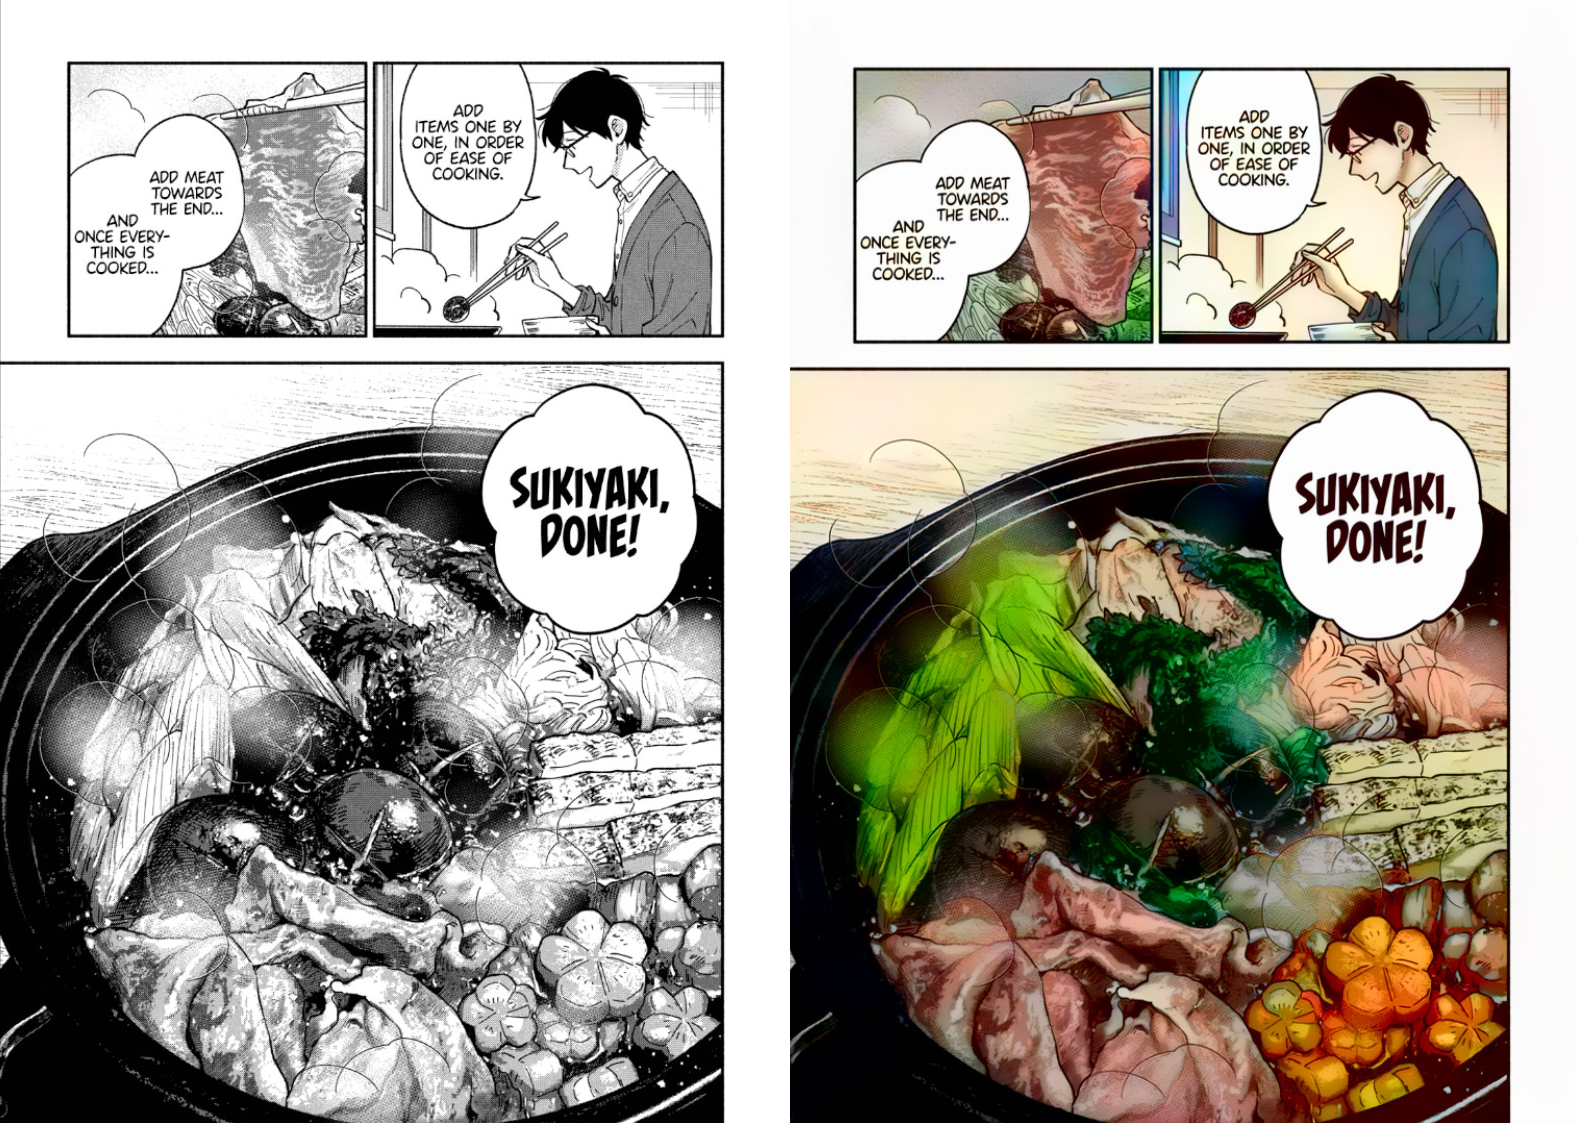 ADD
ITEMS ONE BY
ONE, IN ORDER
OF EASE OF
COOKING.
ADD MEAT
TOWARDS
THE END...
AND
ONCE EVERY-
THING IS
COOKED...
SUKIYAKI,
DONE!
ADD
ITEMS ONE BY
ONE, IN ORDER
OF EASE OF
COOKING.
ADD MEAT
TOWARDS
THE END...
AND
ONCE EVERY-
THING IS
COOKED...
SUKIYAKI,
DONE!